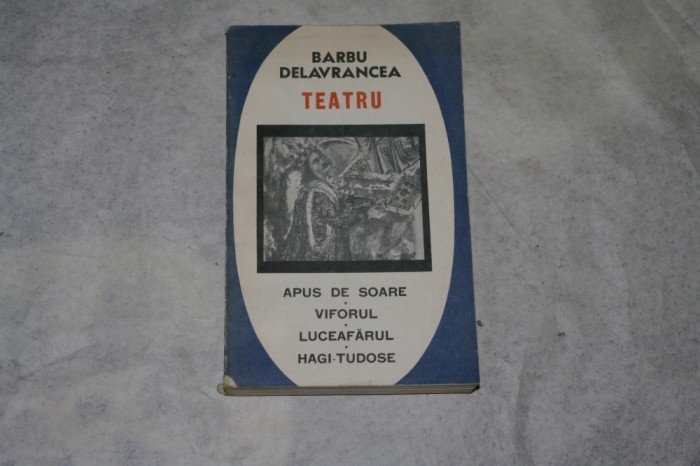 BARBU
DELAVRANCEA
TEATRU
APUS DE SOARE
·
VIFORUL
·
LUCEAFĂRUL
·
HAGI-TUDOSE